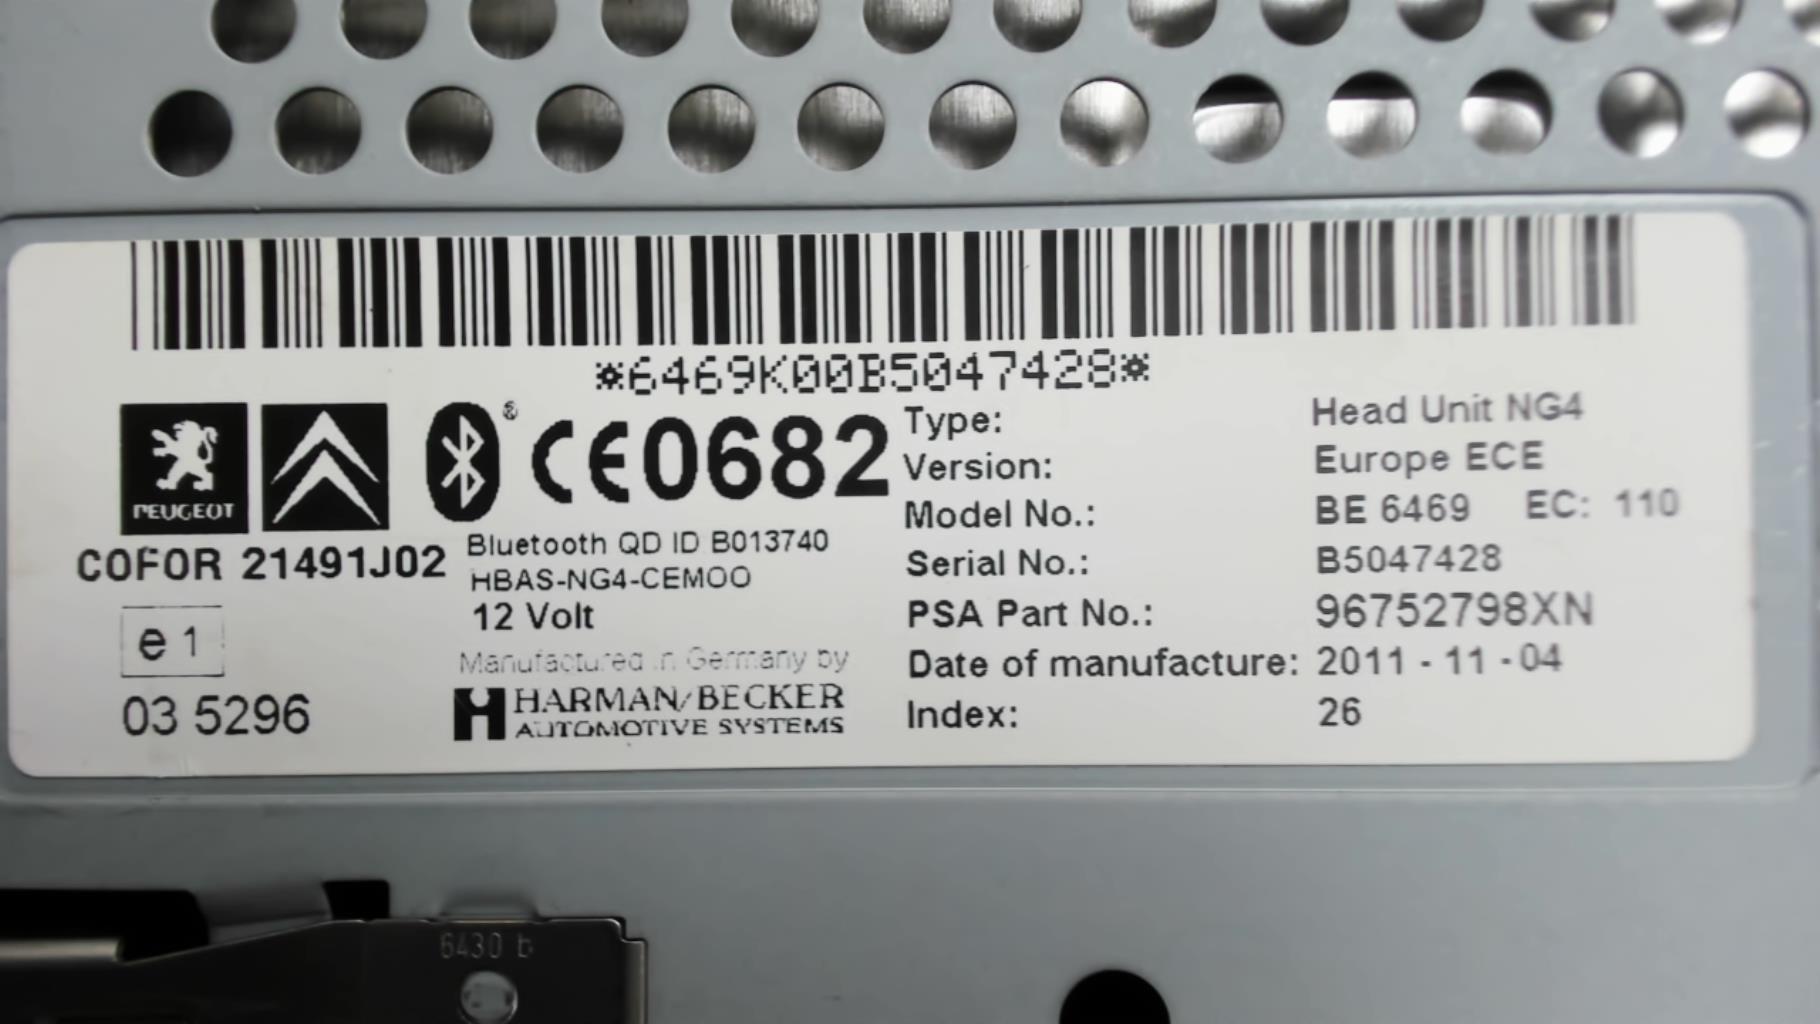 *6469K00B5047428*
PEUGEOT
® CE0682
COFOR 21491J02
Bluetooth QD ID B013740
HBAS-NG4-CEMOO
12 Volt
e 1
03 5296
Manufactured in Germany by
HARMAN/BECKER
AUTOMOTIVE SYSTEMS
Type: Head Unit NG4
Version: Europe ECE
Model No.: BE 6469 EC: 110
Serial No.: B5047428
PSA Part No.: 96752798XN
Date of manufacture: 2011 - 11 - 04
Index: 26
6430 b